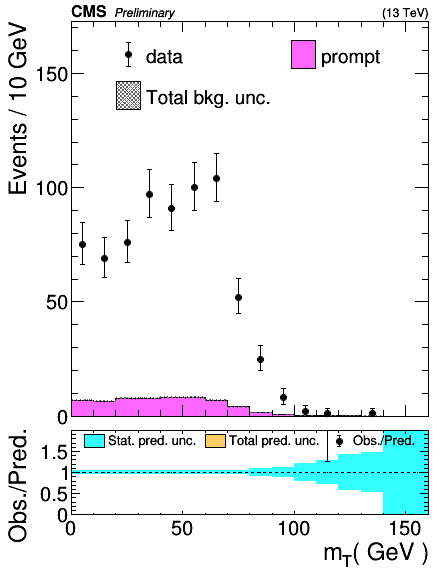 CMS Preliminary (13 TeV)
Events / 10 GeV
150
100
50
0
data
prompt
Total bkg. unc.
Obs./Pred.
1.5
1
0.5
0
Stat. pred. unc.
Total pred. unc.
Obs./Pred.
0 50 100 150
m_T( GeV )